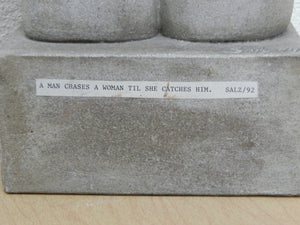 A MAN CHASES A WOMAN TIL SHE CATCHES HIM. SAL2/92